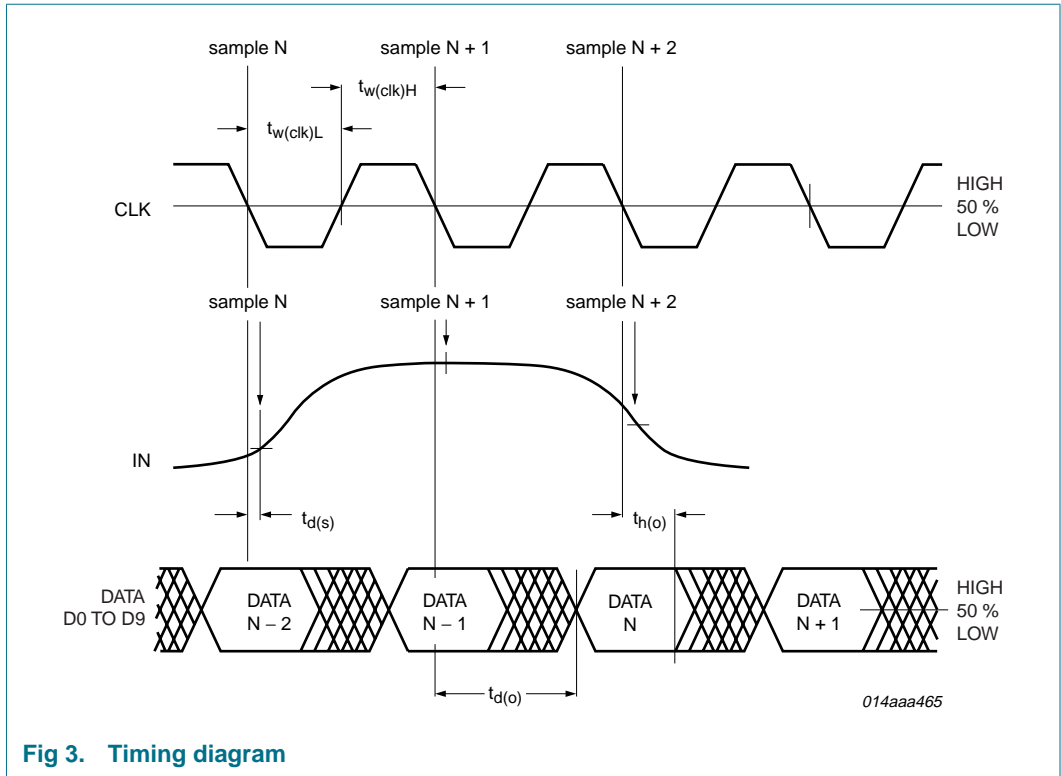 sample N
sample N + 1
sample N + 2
tw(clk)H
tw(clk)L
CLK
HIGH
50 %
LOW
sample N
sample N + 1
sample N + 2
IN
td(s)
th(o)
DATA
D0 TO D9
DATA
N − 2
DATA
N − 1
DATA
N
DATA
N + 1
HIGH
50 %
LOW
td(o)
014aaa465
Fig 3. Timing diagram